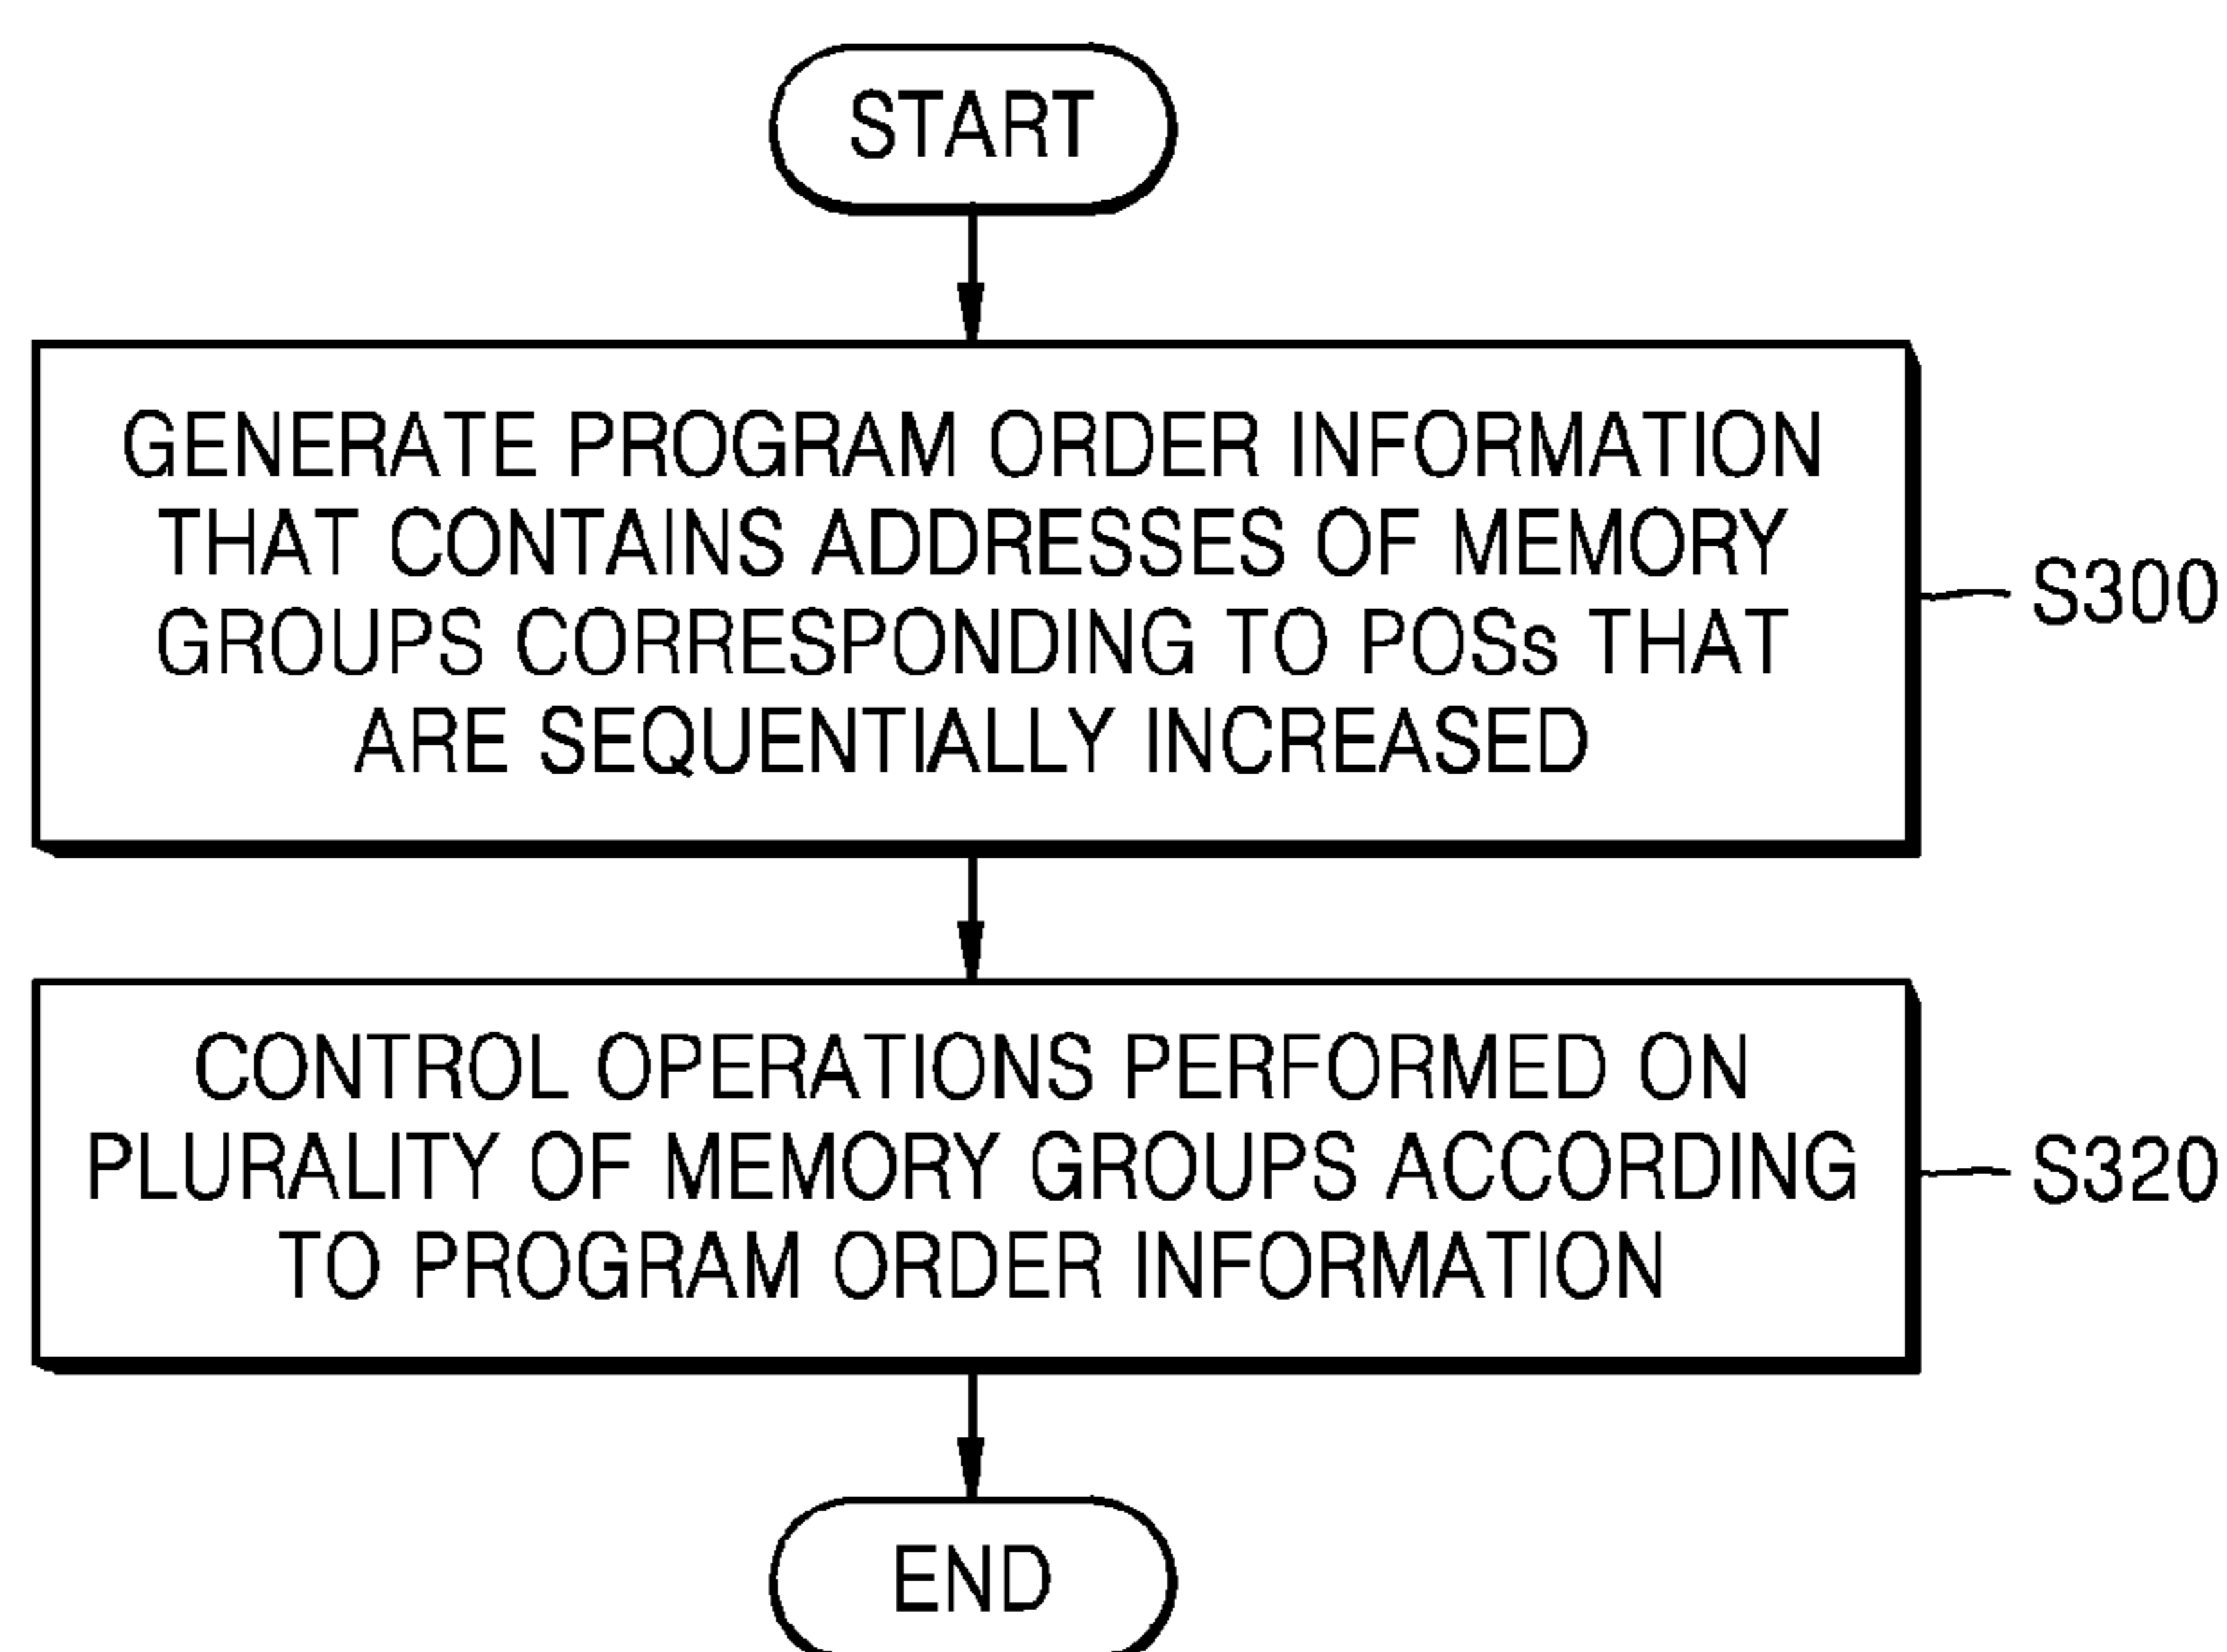 START
GENERATE PROGRAM ORDER INFORMATION
THAT CONTAINS ADDRESSES OF MEMORY
GROUPS CORRESPONDING TO POSs THAT
ARE SEQUENTIALLY INCREASED
S300
CONTROL OPERATIONS PERFORMED ON
PLURALITY OF MEMORY GROUPS ACCORDING
TO PROGRAM ORDER INFORMATION
S320
END